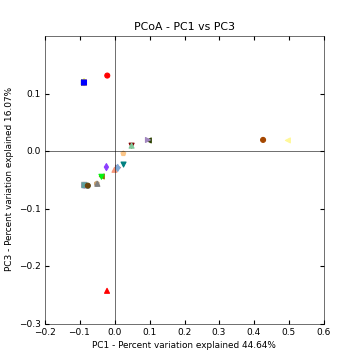 PCoA - PC1 vs PC3
PC3 - Percent variation explained 16.07%
0.1
0.0
−0.1
−0.2
−0.3
−0.2 −0.1 0.0 0.1 0.2 0.3 0.4 0.5 0.6
PC1 - Percent variation explained 44.64%